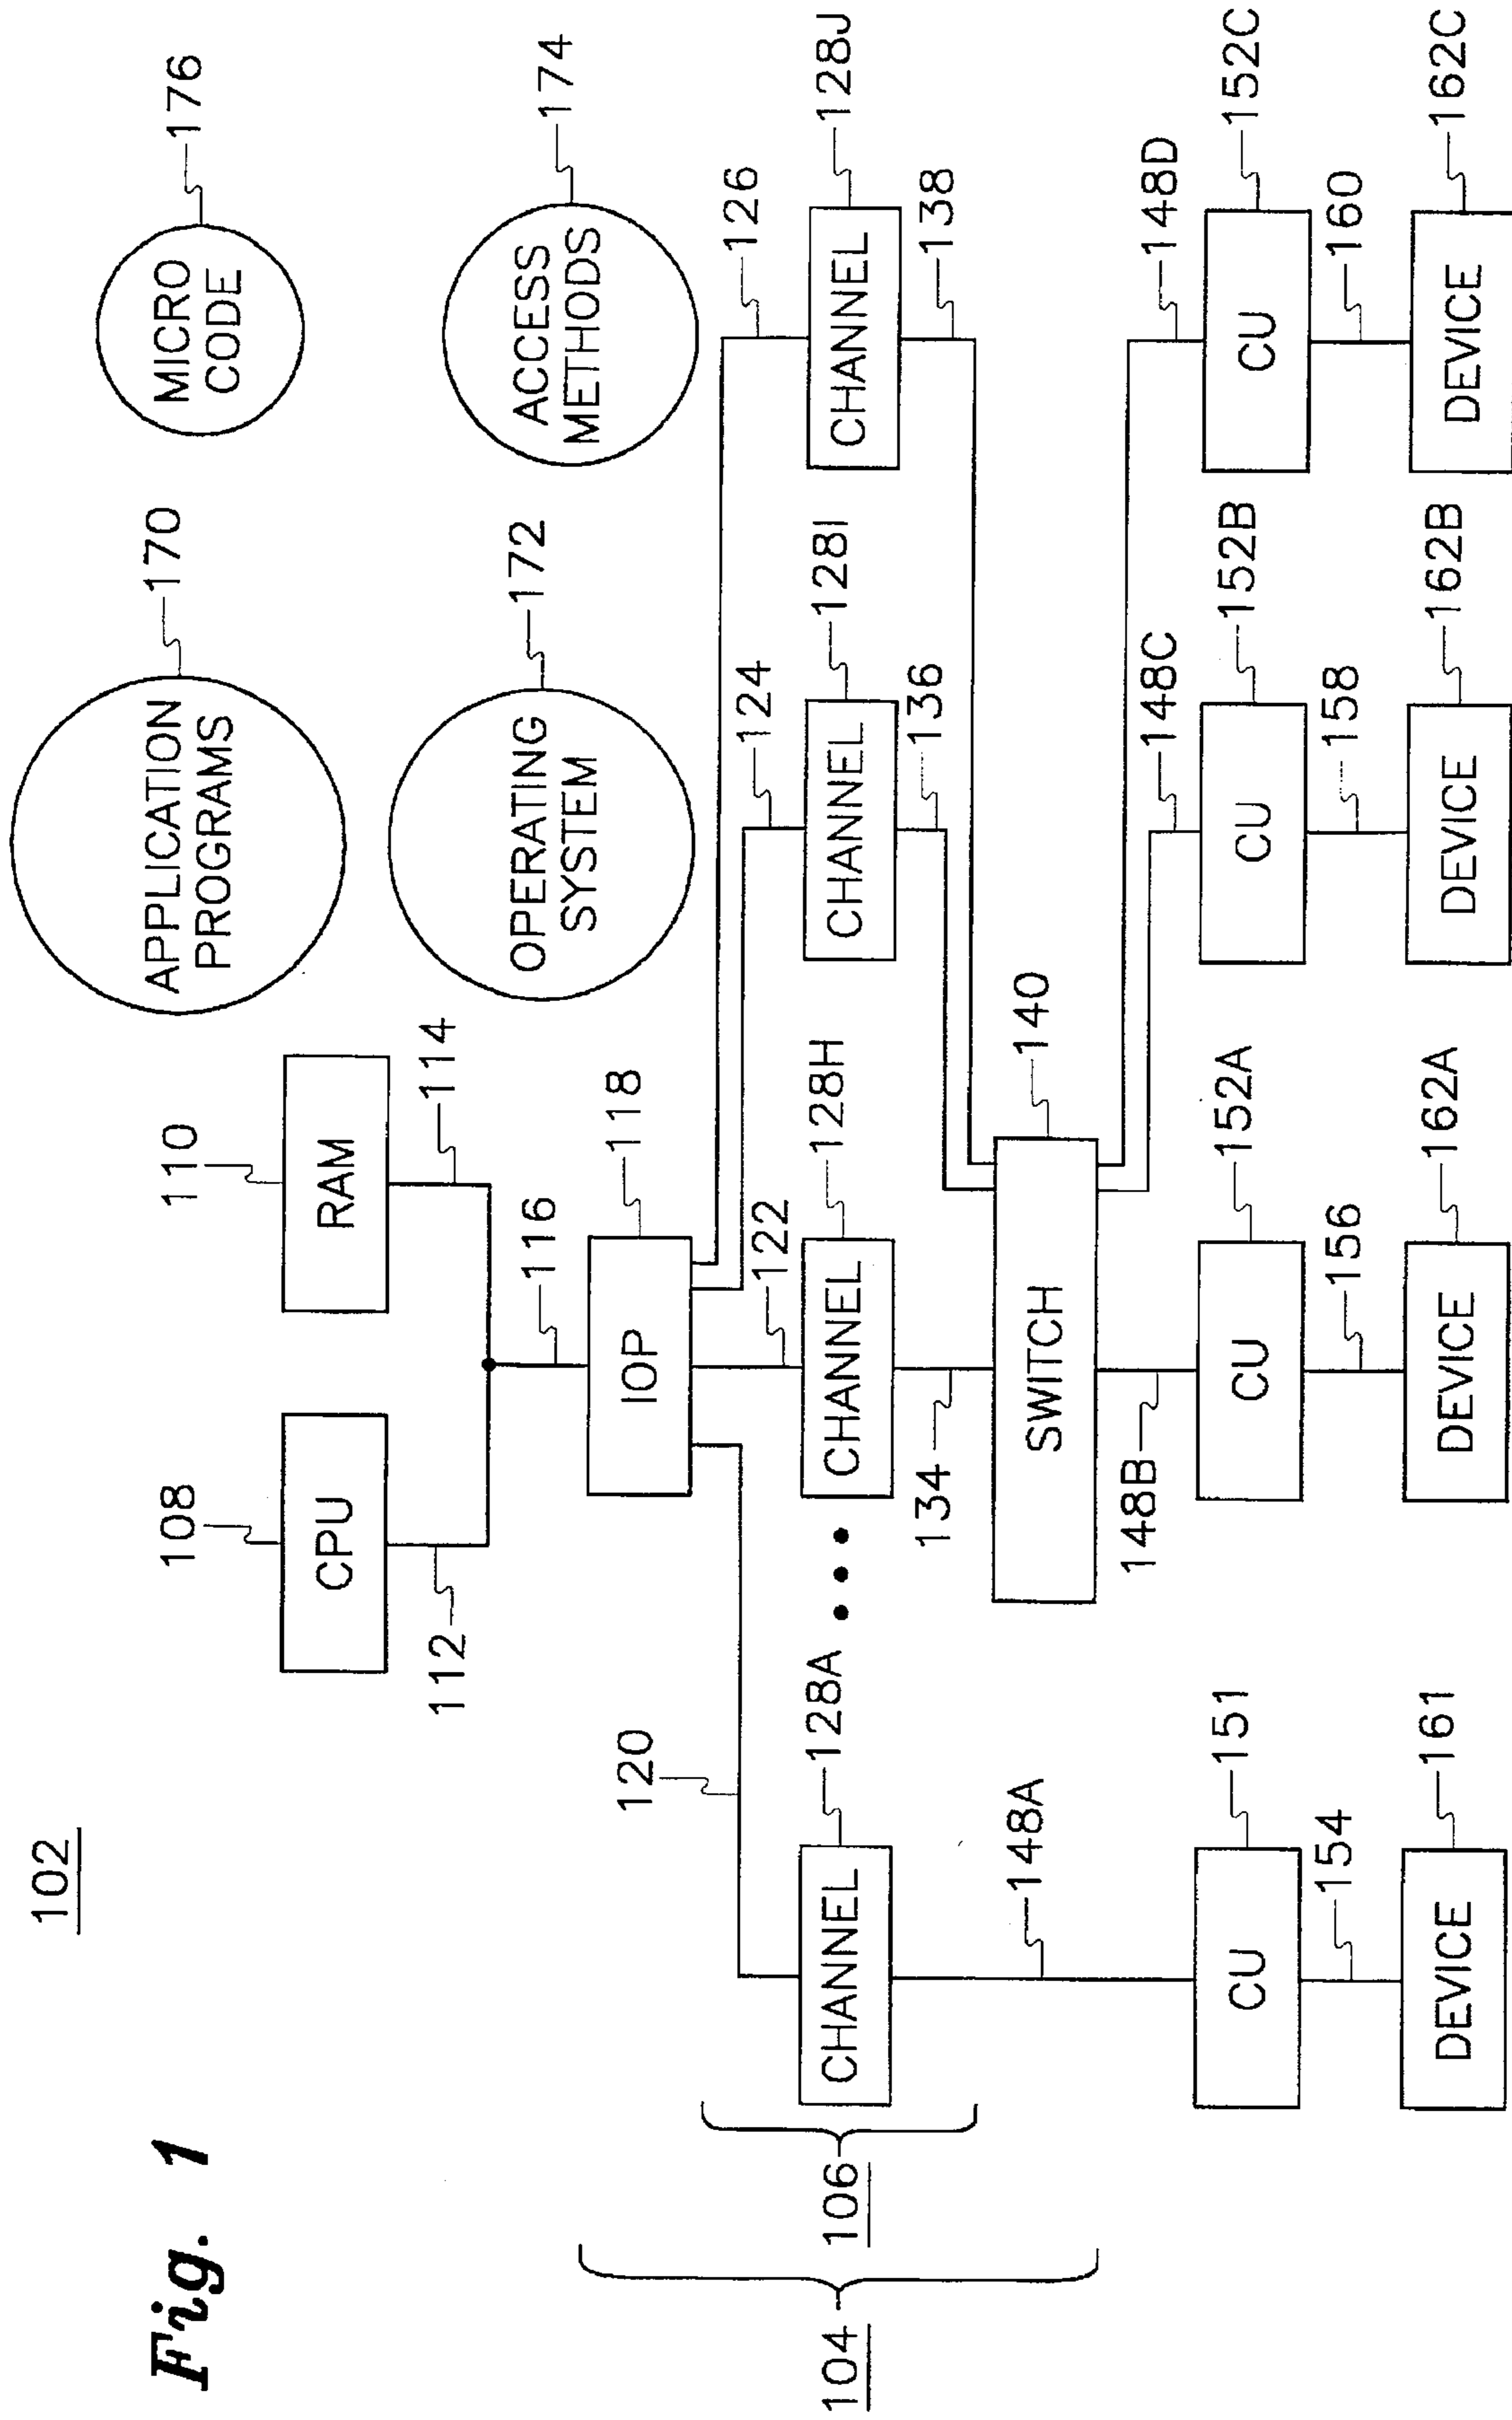 Fig. 1
102
108
110
CPU
RAM
112
114
116
IOP
118
APPLICATION
PROGRAMS
170
MICRO
CODE
176
OPERATING
SYSTEM
172
ACCESS
METHODS
174
120
122
124
126
104
106
CHANNEL
128A
CHANNEL
128H
CHANNEL
128I
CHANNEL
128J
134
136
138
SWITCH
140
148A
148B
148C
148D
CU
151
CU
152A
CU
152B
CU
152C
154
156
158
160
DEVICE
161
DEVICE
162A
DEVICE
162B
DEVICE
162C